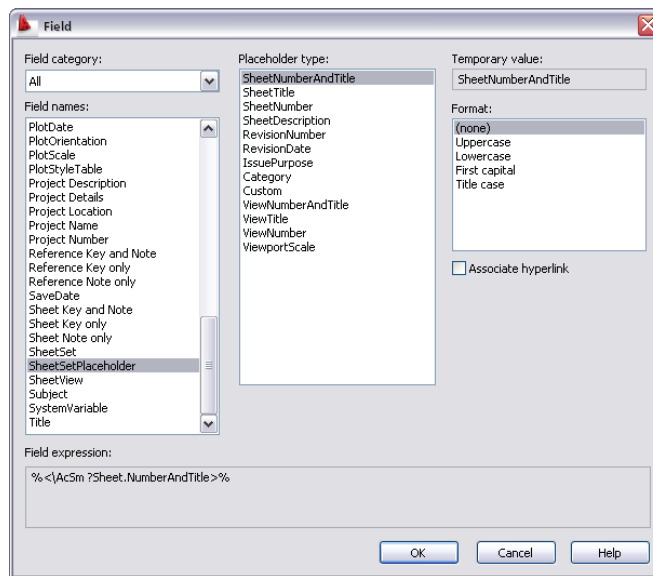 Field
Field category:
All
Field names:
PlotDate
PlotOrientation
PlotScale
PlotStyleTable
Project Description
Project Details
Project Location
Project Name
Project Number
Reference Key and Note
Reference Key only
Reference Note only
SaveDate
Sheet Key and Note
Sheet Key only
Sheet Note only
SheetSet
SheetSetPlaceholder
SheetView
Subject
SystemVariable
Title
Placeholder type:
SheetNumberAndTitle
SheetTitle
SheetNumber
SheetDescription
RevisionNumber
RevisionDate
IssuePurpose
Category
Custom
ViewNumberAndTitle
ViewTitle
ViewNumber
ViewportScale
Temporary value:
SheetNumberAndTitle
Format:
(none)
Uppercase
Lowercase
First capital
Title case
Associate hyperlink
Field expression:
%<\AcSm ?Sheet.NumberAndTitle>%
OK
Cancel
Help